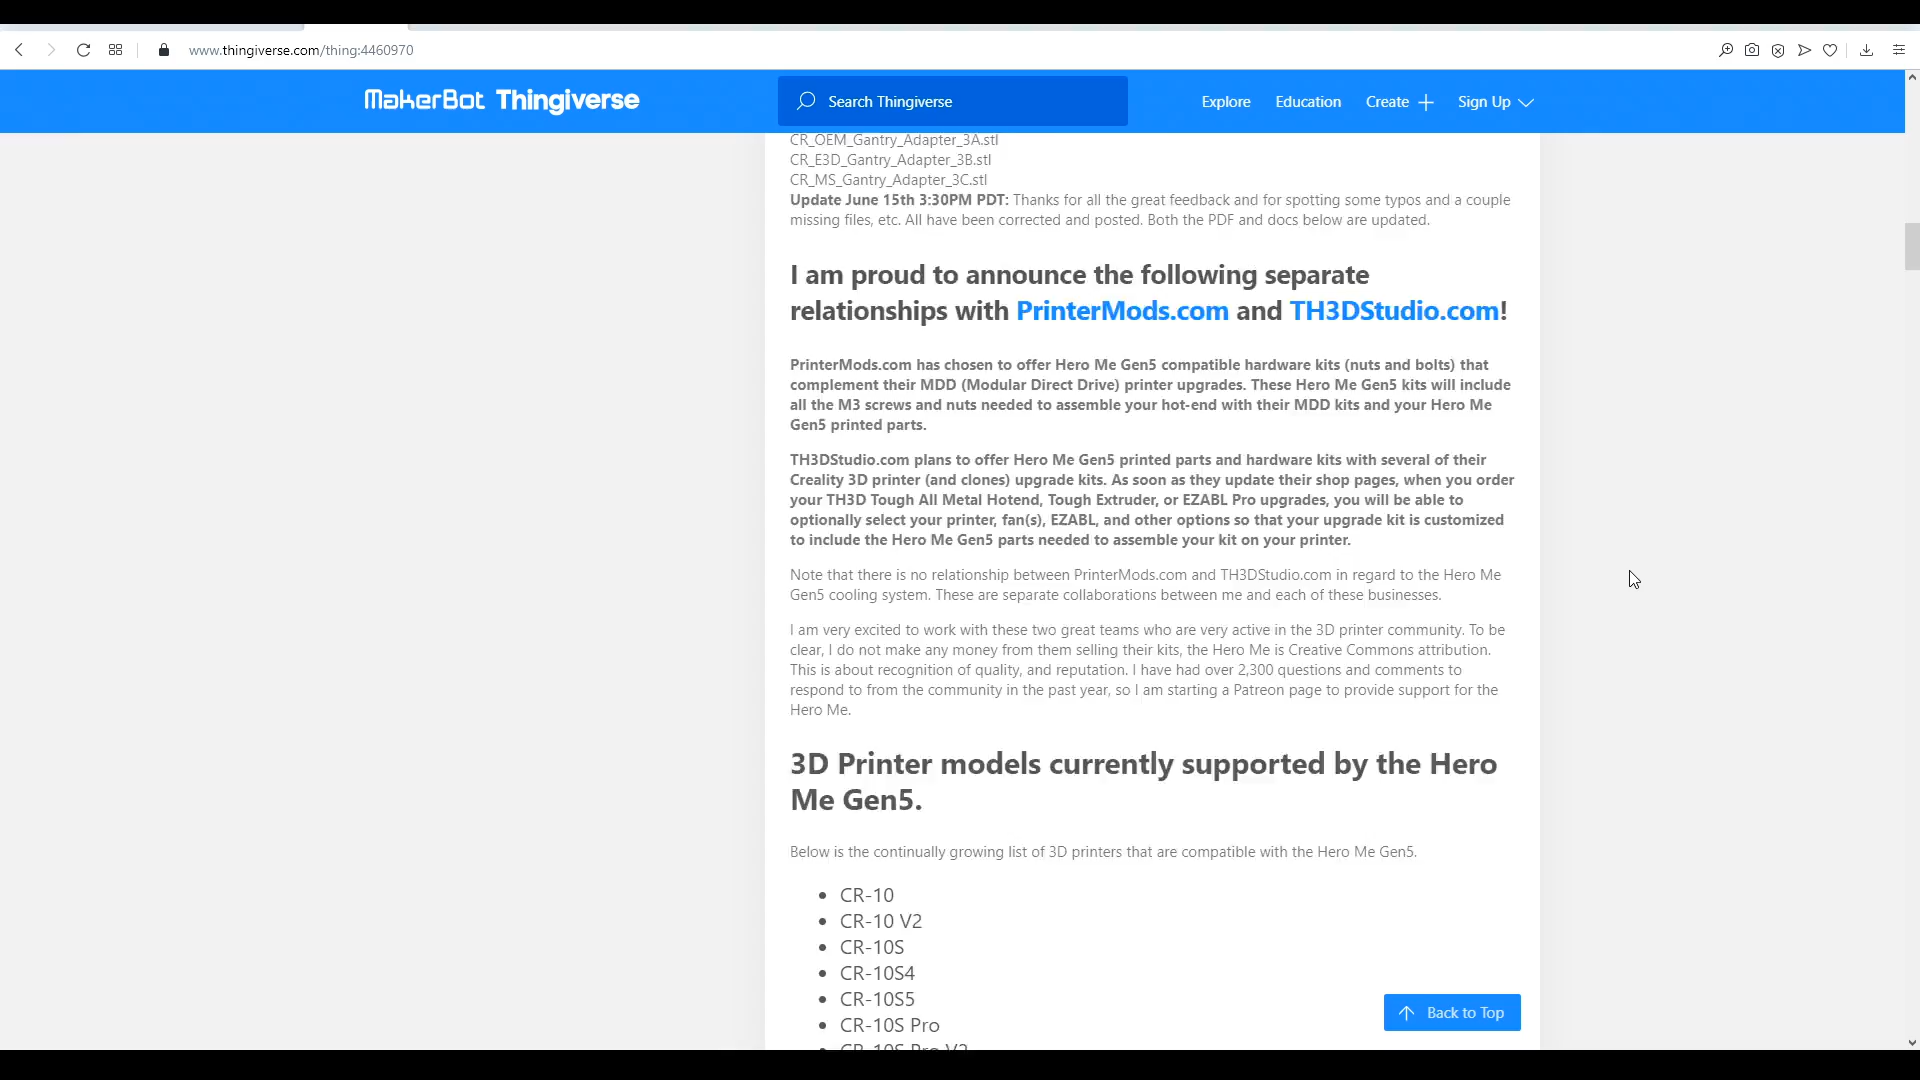 www.thingiverse.com/thing:4460970
MakerBot Thingiverse
Search Thingiverse
Explore
Education
Create
Sign Up
CR_OEM_Gantry_Adapter_3A.stl
CR_E3D_Gantry_Adapter_3B.stl
CR_MS_Gantry_Adapter_3C.stl
Update June 15th 3:30PM PDT: Thanks for all the great feedback and for spotting some typos and a couple
missing files, etc. All have been corrected and posted. Both the PDF and docs below are updated.
I am proud to announce the following separate
relationships with PrinterMods.com and TH3DStudio.com!
PrinterMods.com has chosen to offer Hero Me Gen5 compatible hardware kits (nuts and bolts) that
complement their MDD (Modular Direct Drive) printer upgrades. These Hero Me Gen5 kits will include
all the M3 screws and nuts needed to assemble your hot-end with their MDD kits and your Hero Me
Gen5 printed parts.
TH3DStudio.com plans to offer Hero Me Gen5 printed parts and hardware kits with several of their
Creality 3D printer (and clones) upgrade kits. As soon as they update their shop pages, when you order
your TH3D Tough All Metal Hotend, Tough Extruder, or EZABL Pro upgrades, you will be able to
optionally select your printer, fan(s), EZABL, and other options so that your upgrade kit is customized
to include the Hero Me Gen5 parts needed to assemble your kit on your printer.
Note that there is no relationship between PrinterMods.com and TH3DStudio.com in regard to the Hero Me
Gen5 cooling system. These are separate collaborations between me and each of these businesses.
I am very excited to work with these two great teams who are very active in the 3D printer community. To be
clear, I do not make any money from them selling their kits, the Hero Me is Creative Commons attribution.
This is about recognition of quality, and reputation. I have had over 2,300 questions and comments to
respond to from the community in the past year, so I am starting a Patreon page to provide support for the
Hero Me.
3D Printer models currently supported by the Hero
Me Gen5.
Below is the continually growing list of 3D printers that are compatible with the Hero Me Gen5.
• CR-10
• CR-10 V2
• CR-10S
• CR-10S4
• CR-10S5
• CR-10S Pro
• CR-10S Pro V2
Back to Top